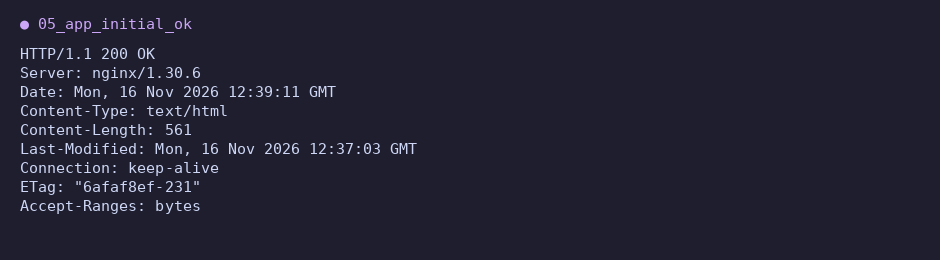 ● 05_app_initial_ok
HTTP/1.1 200 OK
Server: nginx/1.30.6
Date: Mon, 16 Nov 2026 12:39:11 GMT
Content-Type: text/html
Content-Length: 561
Last-Modified: Mon, 16 Nov 2026 12:37:03 GMT
Connection: keep-alive
ETag: "6afaf8ef-231"
Accept-Ranges: bytes